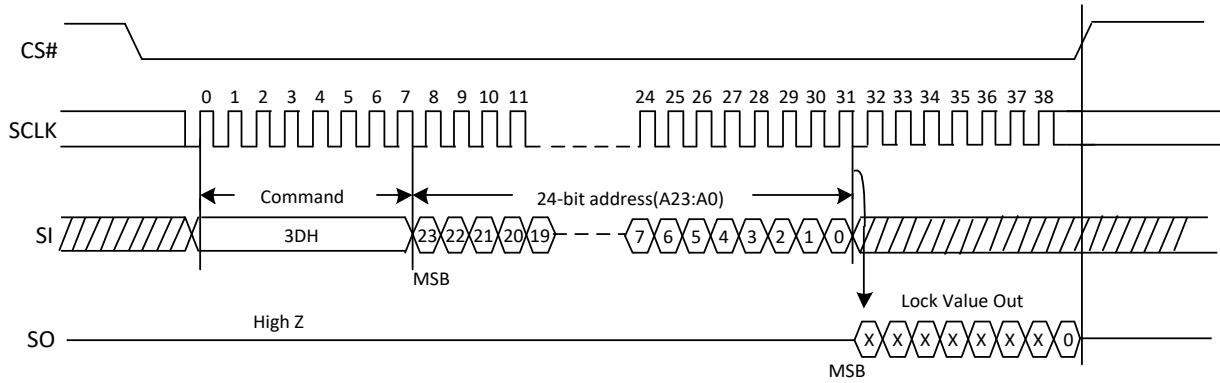 CS#
0 1 2 3 4 5 6 7 8 9 10 11 24 25 26 27 28 29 30 31 32 33 34 35 36 37 38
SCLK
Command 24-bit address(A23:A0)
SI 3DH 23 22 21 20 19 7 6 5 4 3 2 1 0
MSB
Lock Value Out
High Z
SO X X X X X X X 0
MSB